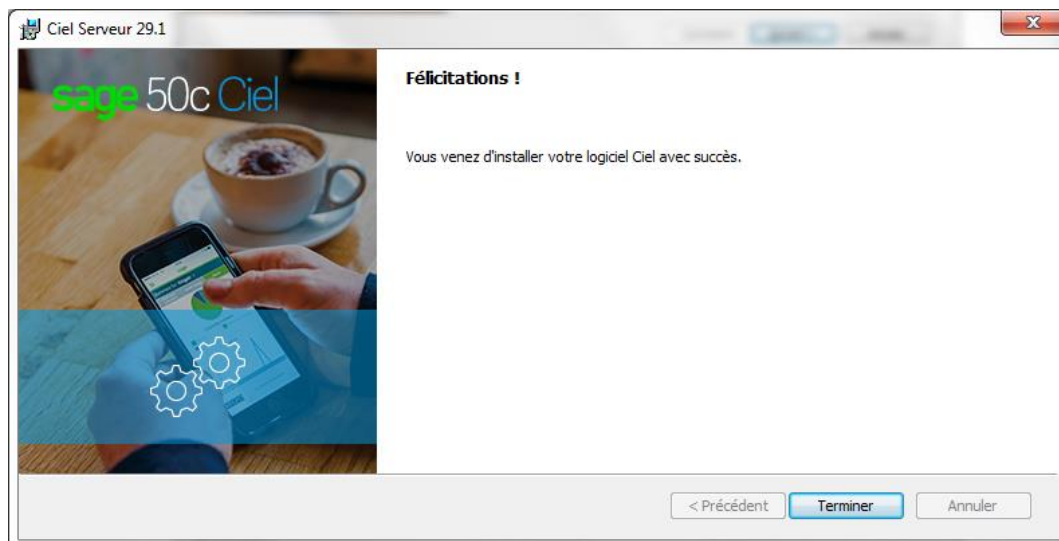 Ciel Serveur 29.1
sage 50c Ciel
Félicitations !
Vous venez d'installer votre logiciel Ciel avec succès.
< Précédent
Terminer
Annuler